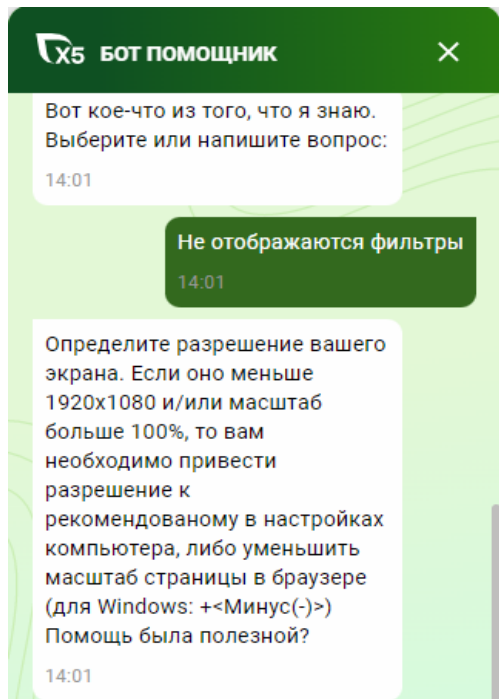 X5 БОТ ПОМОЩНИК
Вот кое-что из того, что я знаю.
Выберите или напишите вопрос:
14:01
Не отображаются фильтры
14:01
Определите разрешение вашего
экрана. Если оно меньше
1920x1080 и/или масштаб
больше 100%, то вам
необходимо привести
разрешение к
рекомендованому в настройках
компьютера, либо уменьшить
масштаб страницы в браузере
(для Windows: +<Минус(-)>)
Помощь была полезной?
14:01